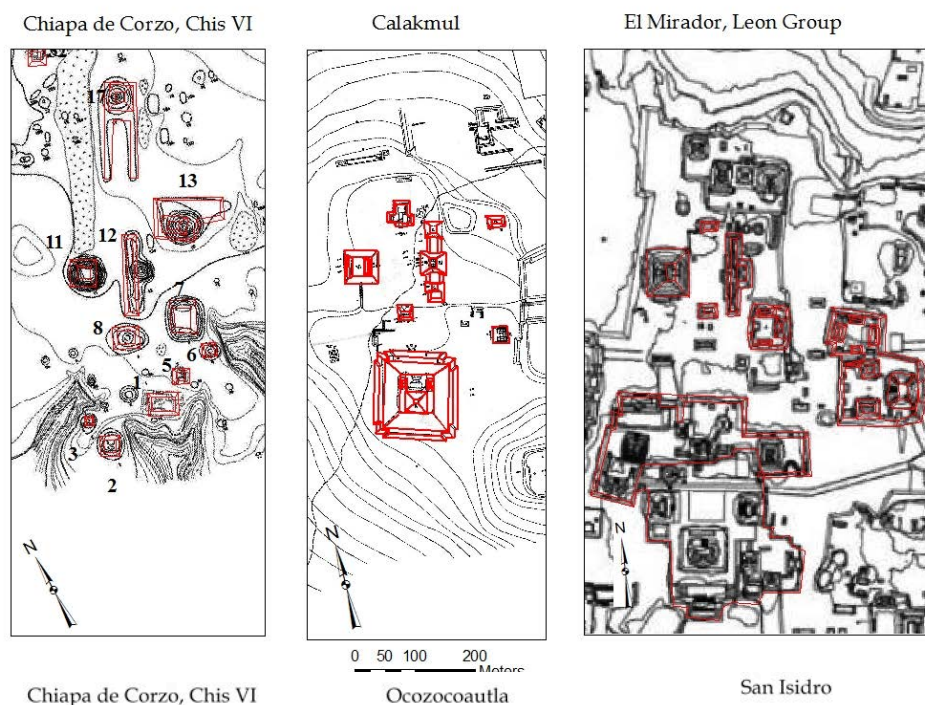 Chiapa de Corzo, Chis VI
Calakmul
El Mirador, Leon Group
17
13
11
12
7
8
6
5
1
3
2
N
N
N
0 50 100 200
Meters
Chiapa de Corzo, Chis VI
Ocozocoautla
San Isidro